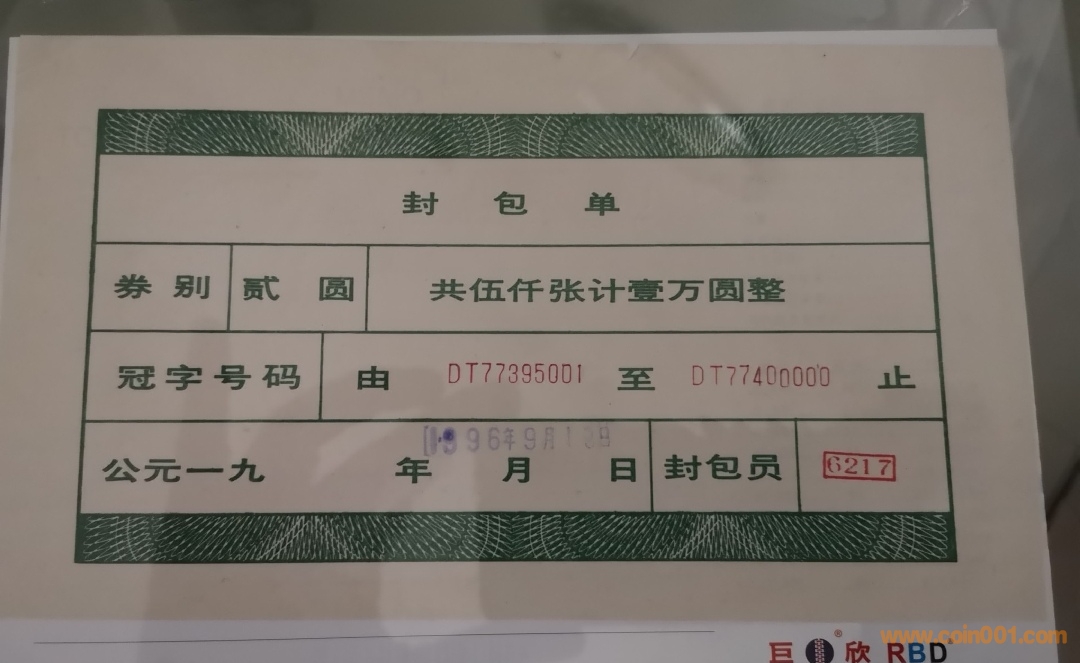 封包单
券别 贰圆 共伍仟张计壹万圆整
冠字号码 由 DT77395001 至 DT77400000 止
1996年9月13日
公元一九 年 月 日 封包员 6217
巨欣 RBD
www.coin001.com